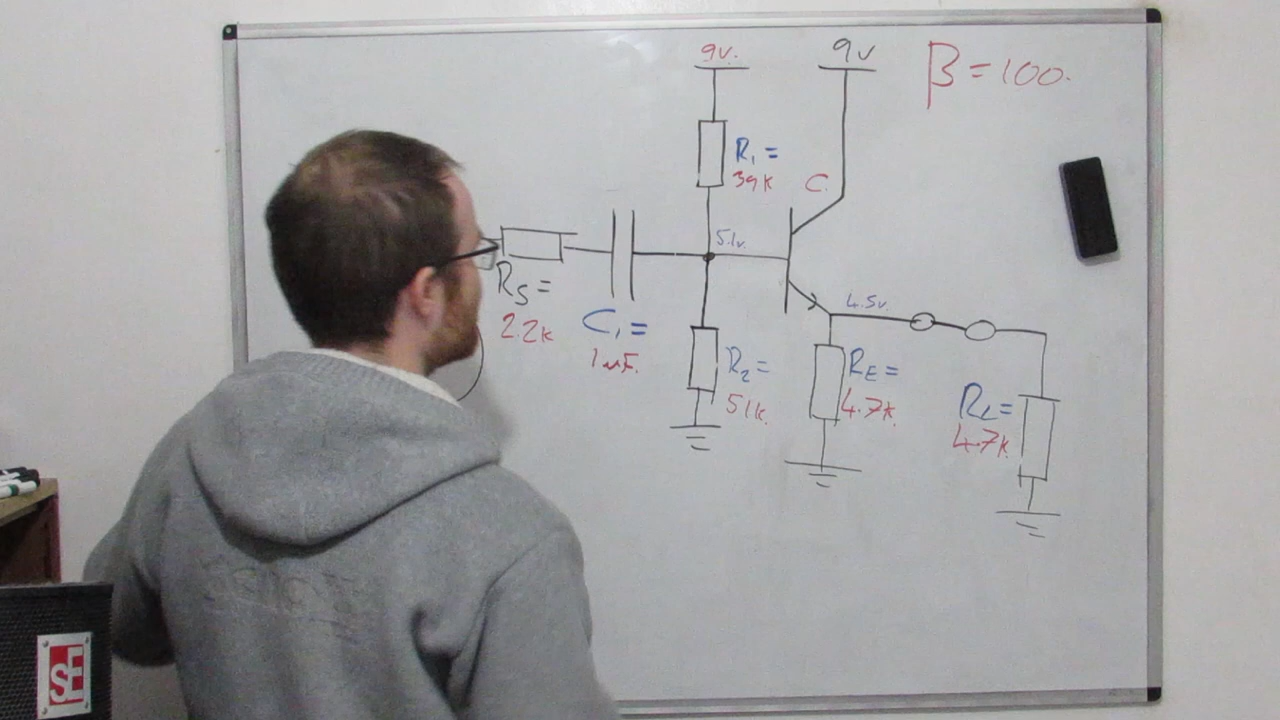 9v.
9v
β = 100.
R₁ =
39k
C.
5.1v.
Rs =
2.2k
C₁ =
1μF.
4.5v.
R₂ =
51k.
RE =
4.7k.
RL =
4.7k.
sE